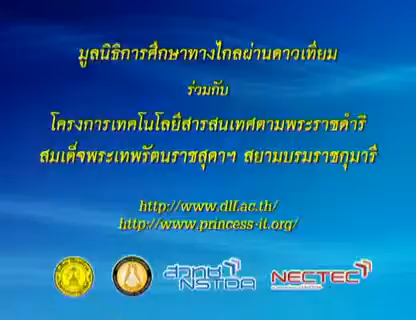 มูลนิธิการศึกษาทางไกลผ่านดาวเทียม
ร่วมกับ
โครงการเทคโนโลยีสารสนเทศตามพระราชดำริ
สมเด็จพระเทพรัตนราชสุดาฯ สยามบรมราชกุมารี
http://www.dlf.ac.th/
http://www.princess-it.org/
สวทช
NSTDA
NECTEC